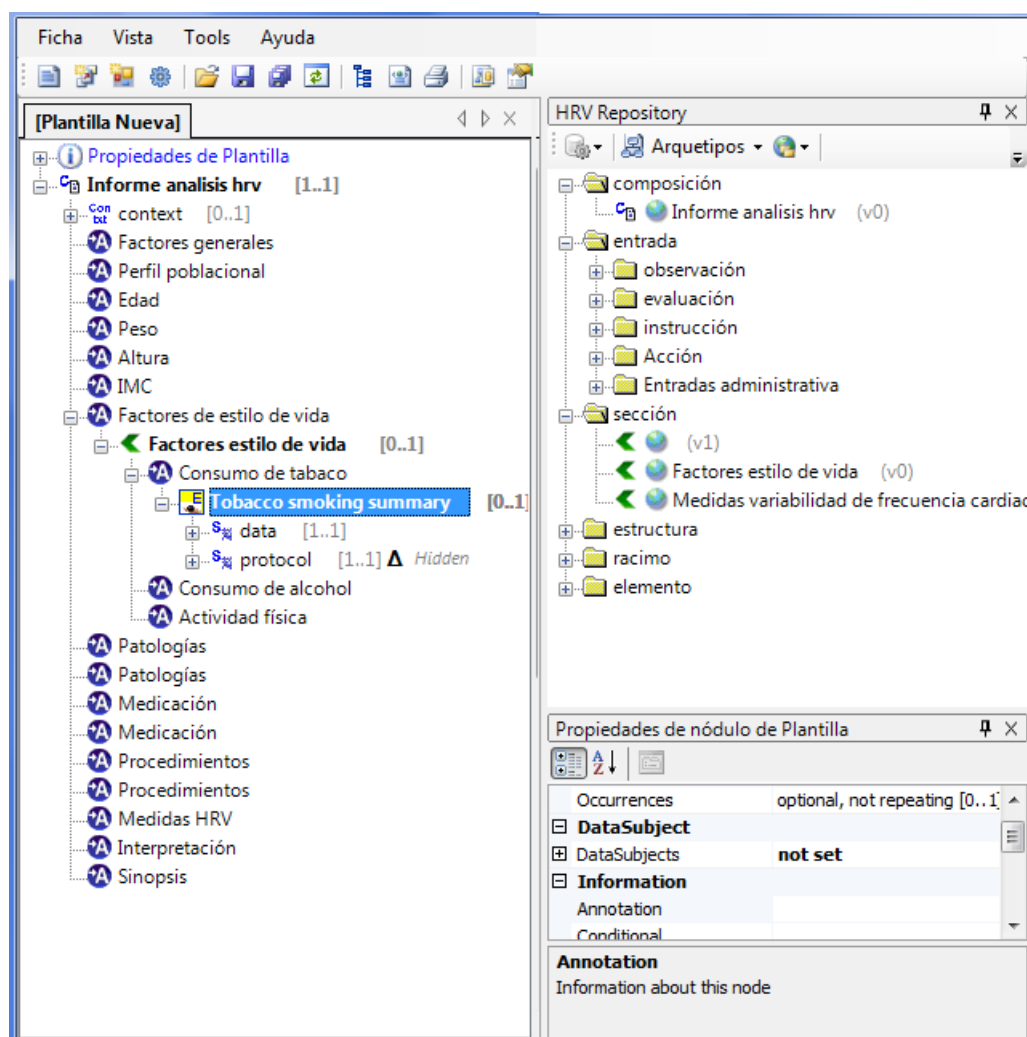 Ficha Vista Tools Ayuda
[Plantilla Nueva]
Propiedades de Plantilla
Informe analisis hrv [1..1]
context [0..1]
Factores generales
Perfil poblacional
Edad
Peso
Altura
IMC
Factores de estilo de vida
Factores estilo de vida [0..1]
Consumo de tabaco
Tobacco smoking summary [0..1]
data [1..1]
protocol [1..1] Δ Hidden
Consumo de alcohol
Actividad física
Patologías
Patologías
Medicación
Medicación
Procedimientos
Procedimientos
Medidas HRV
Interpretación
Sinopsis
HRV Repository
Arquetipos
composición
Informe analisis hrv (v0)
entrada
observación
evaluación
instrucción
Acción
Entradas administrativa
sección
(v1)
Factores estilo de vida (v0)
Medidas variabilidad de frecuencia cardiac
estructura
racimo
elemento
Propiedades de nódulo de Plantilla
Occurrences optional, not repeating [0..1]
DataSubject
DataSubjects not set
Information
Annotation
Conditional
Annotation
Information about this node